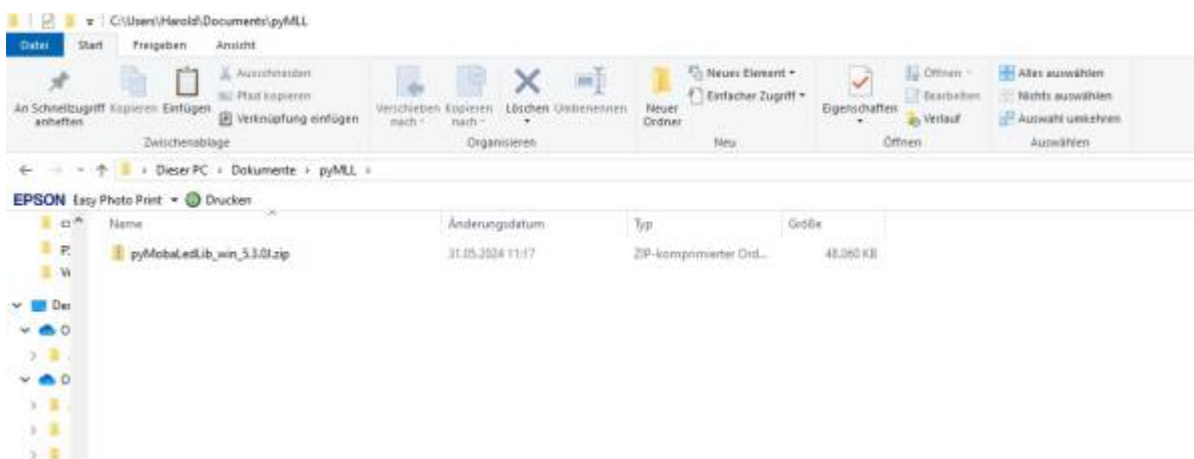 C:\Users\Harold\Documents\pyMLL
Datei Start Freigeben Ansicht
An Schnellzugriff anheften
Kopieren
Einfügen
Ausschneiden
Pfad kopieren
Verknüpfung einfügen
Zwischenablage
Verschieben nach
Kopieren nach
Löschen
Umbenennen
Organisieren
Neuer Ordner
Neues Element
Einfacher Zugriff
Neu
Eigenschaften
Öffnen
Bearbeiten
Verlauf
Öffnen
Alles auswählen
Nichts auswählen
Auswahl umkehren
Auswählen
Dieser PC › Dokumente › pyMLL ›
EPSON Easy Photo Print Drucken
Name Änderungsdatum Typ Größe
pyMobaLedLib_win_5.3.0l.zip 31.05.2024 11:17 ZIP-komprimierter Ord... 48.060 KB
Des
O
O